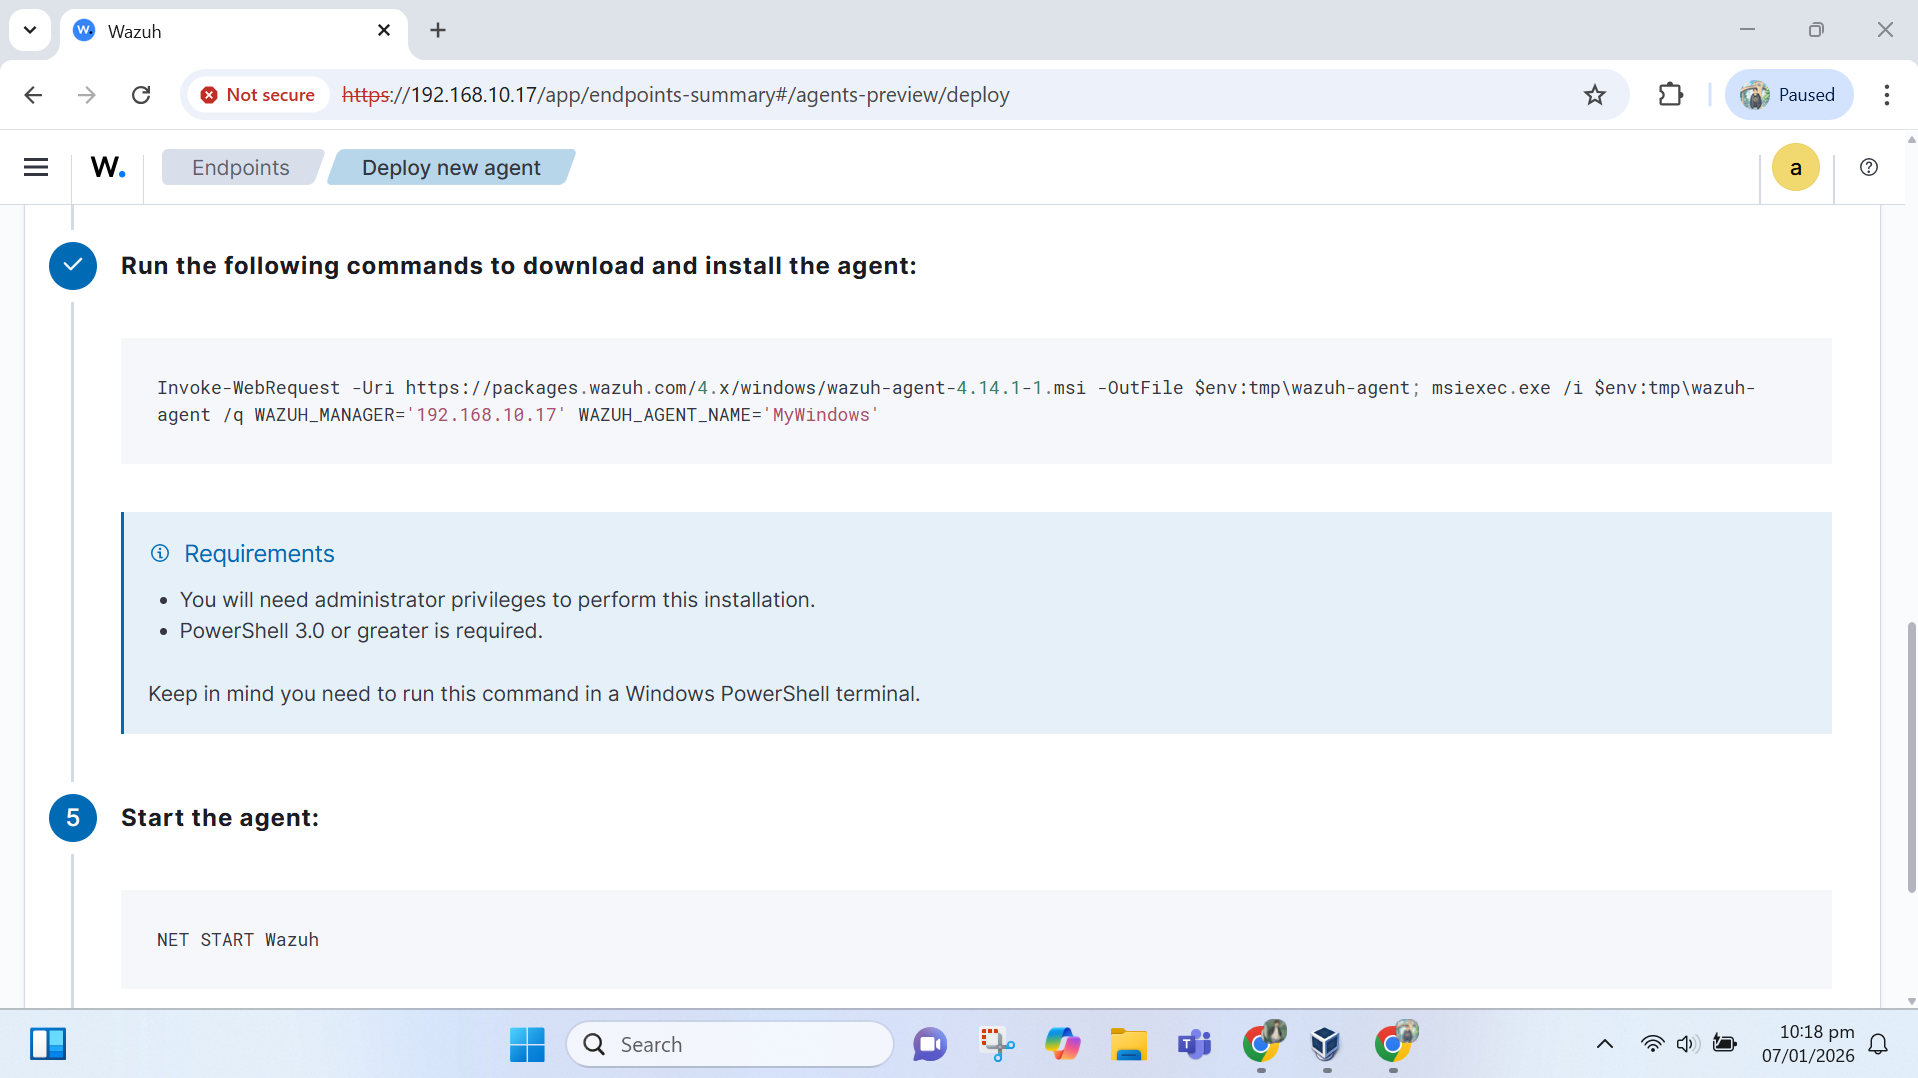 Wazuh
Not secure
https://192.168.10.17/app/endpoints-summary#/agents-preview/deploy
Paused
W.
Endpoints
Deploy new agent
a
Run the following commands to download and install the agent:
Invoke-WebRequest -Uri https://packages.wazuh.com/4.x/windows/wazuh-agent-4.14.1-1.msi -OutFile $env:tmp\wazuh-agent; msiexec.exe /i $env:tmp\wazuh-
agent /q WAZUH_MANAGER='192.168.10.17' WAZUH_AGENT_NAME='MyWindows'
Requirements
• You will need administrator privileges to perform this installation.
• PowerShell 3.0 or greater is required.
Keep in mind you need to run this command in a Windows PowerShell terminal.
5
Start the agent:
NET START Wazuh
Search
10:18 pm
07/01/2026